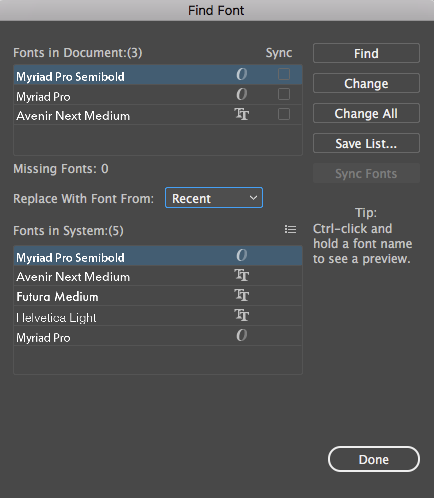 Find Font
Fonts in Document:(3) Sync
Myriad Pro Semibold
Myriad Pro
Avenir Next Medium
Missing Fonts: 0
Replace With Font From: Recent
Fonts in System:(5)
Myriad Pro Semibold
Avenir Next Medium
Futura Medium
Helvetica Light
Myriad Pro
Find
Change
Change All
Save List...
Sync Fonts
Tip:
Ctrl-click and
hold a font name
to see a preview.
Done